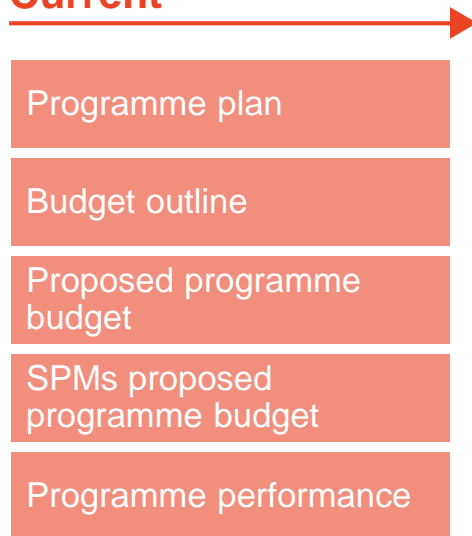 Current
Programme plan
Budget outline
Proposed programme
budget
SPMs proposed
programme budget
Programme performance